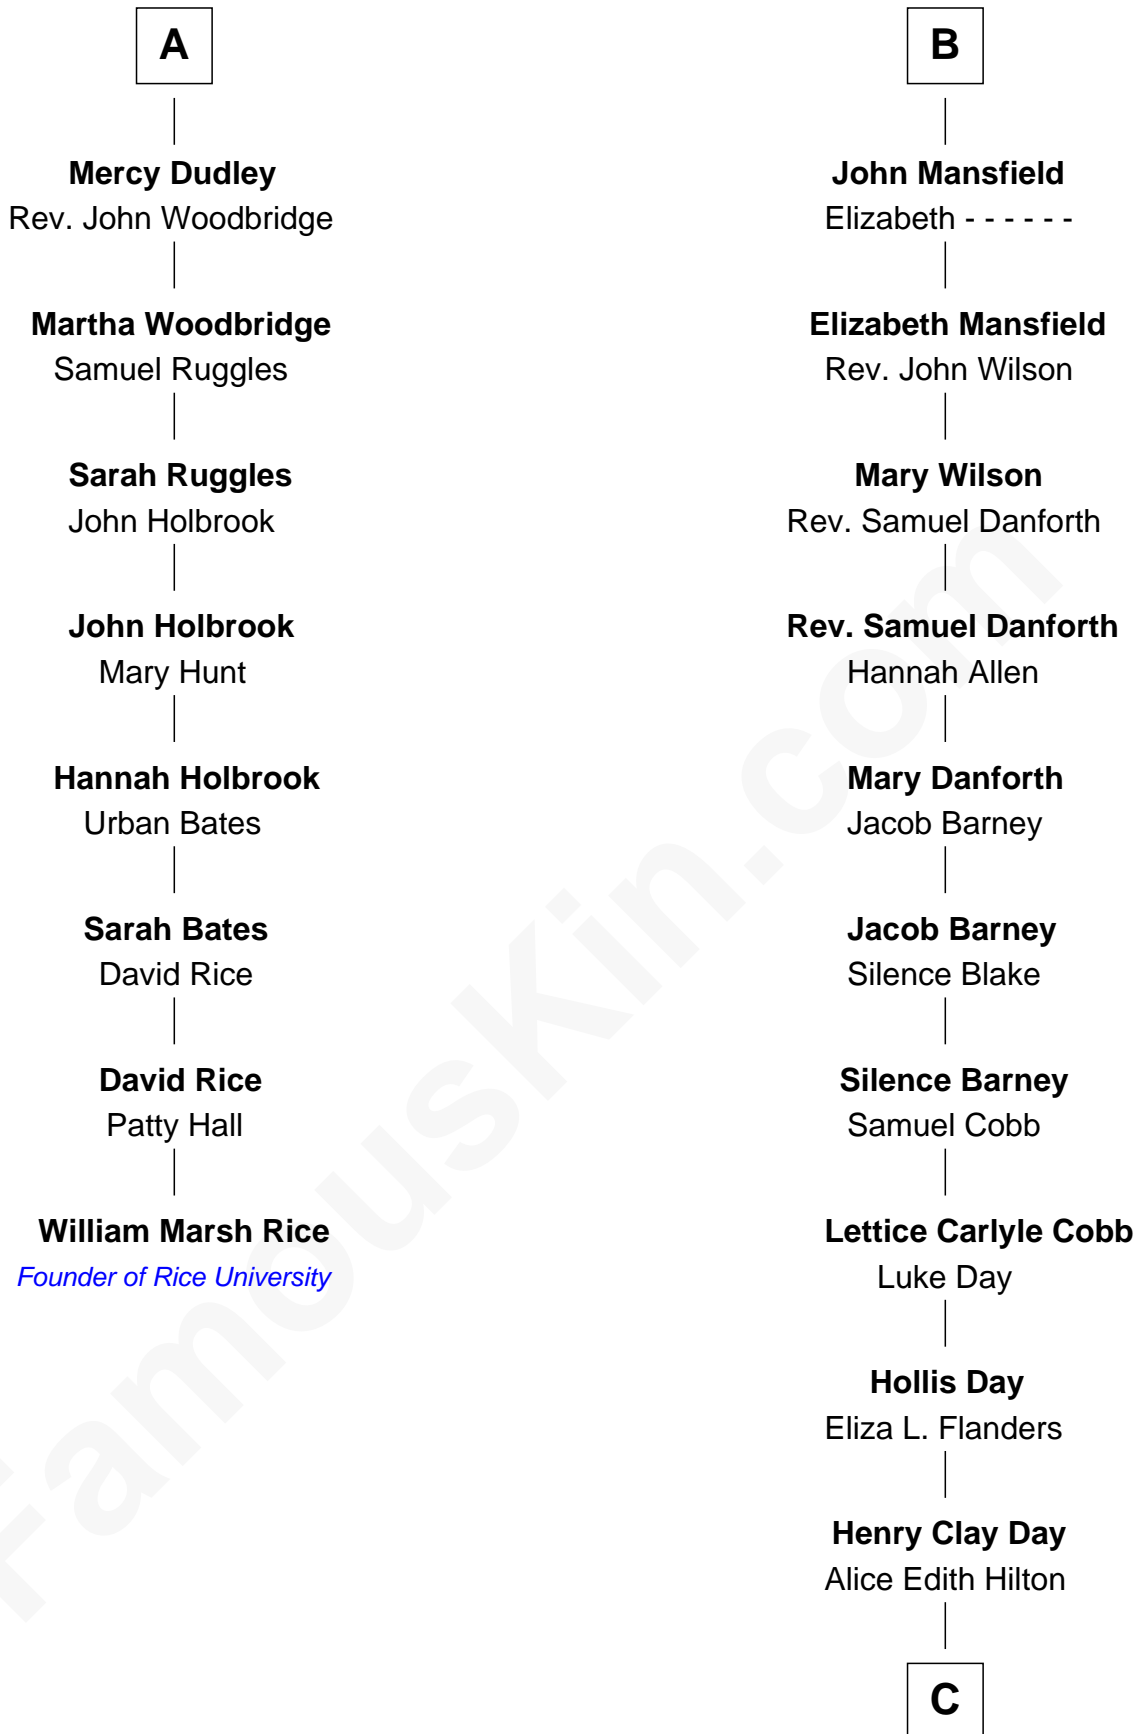 A
Mercy Dudley
Rev. John Woodbridge
Martha Woodbridge
Samuel Ruggles
Sarah Ruggles
John Holbrook
John Holbrook
Mary Hunt
Hannah Holbrook
Urban Bates
Sarah Bates
David Rice
David Rice
Patty Hall
William Marsh Rice
Founder of Rice University
B
John Mansfield
Elizabeth - - - - - -
Elizabeth Mansfield
Rev. John Wilson
Mary Wilson
Rev. Samuel Danforth
Rev. Samuel Danforth
Hannah Allen
Mary Danforth
Jacob Barney
Jacob Barney
Silence Blake
Silence Barney
Samuel Cobb
Lettice Carlyle Cobb
Luke Day
Hollis Day
Eliza L. Flanders
Henry Clay Day
Alice Edith Hilton
C
FamousKin.com